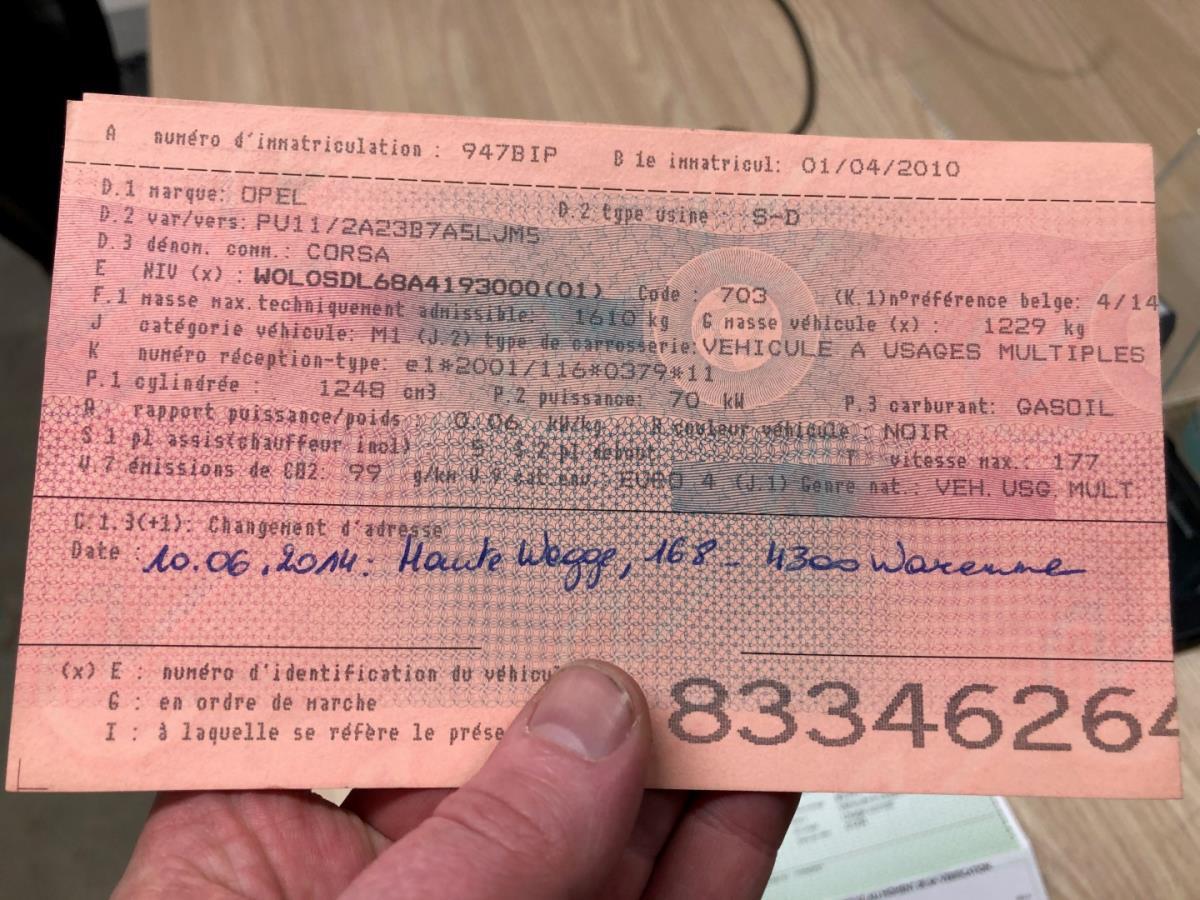 A numéro d'immatriculation : 947BIP B 1e immatricul: 01/04/2010
D.1 marque: OPEL D.2 type usine : S-D
D.2 var/vers: PU11/2A23B7A5LJM5
D.3 dénom. comm.: CORSA
E NIV (x) : WOLOSDL68A4193000(01) Code : 703 (K.1)n°référence belge: 4/14
F.1 masse max.techniquement admissible: 1610 kg G masse véhicule (x) : 1229 kg
J catégorie véhicule: M1 (J.2) type de carrosserie: VEHICULE A USAGES MULTIPLES
K numéro réception-type: e1*2001/116*0379*11
P.1 cylindrée : 1248 cm3 P.2 puissance: 70 kW P.3 carburant: GASOIL
rapport puissance/poids : 0.06 kW/kg R couleur véhicule : NOIR
S.1 pl assis(chauffeur incl) 5 S.2 pl debout T vitesse max.: 177
V.7 émissions de CO2: 99 g/km V.9 cat.env. EURO 4 (J.1) Genre nat.: VEH. USG. MULT.
C.1.3(+1): Changement d'adresse
Date : 10.06.2014: Haute Wegge, 168 - 4300 Waremme
(x) E : numéro d'identification du véhicu
G : en ordre de marche
I : à laquelle se réfère le prése
83346264